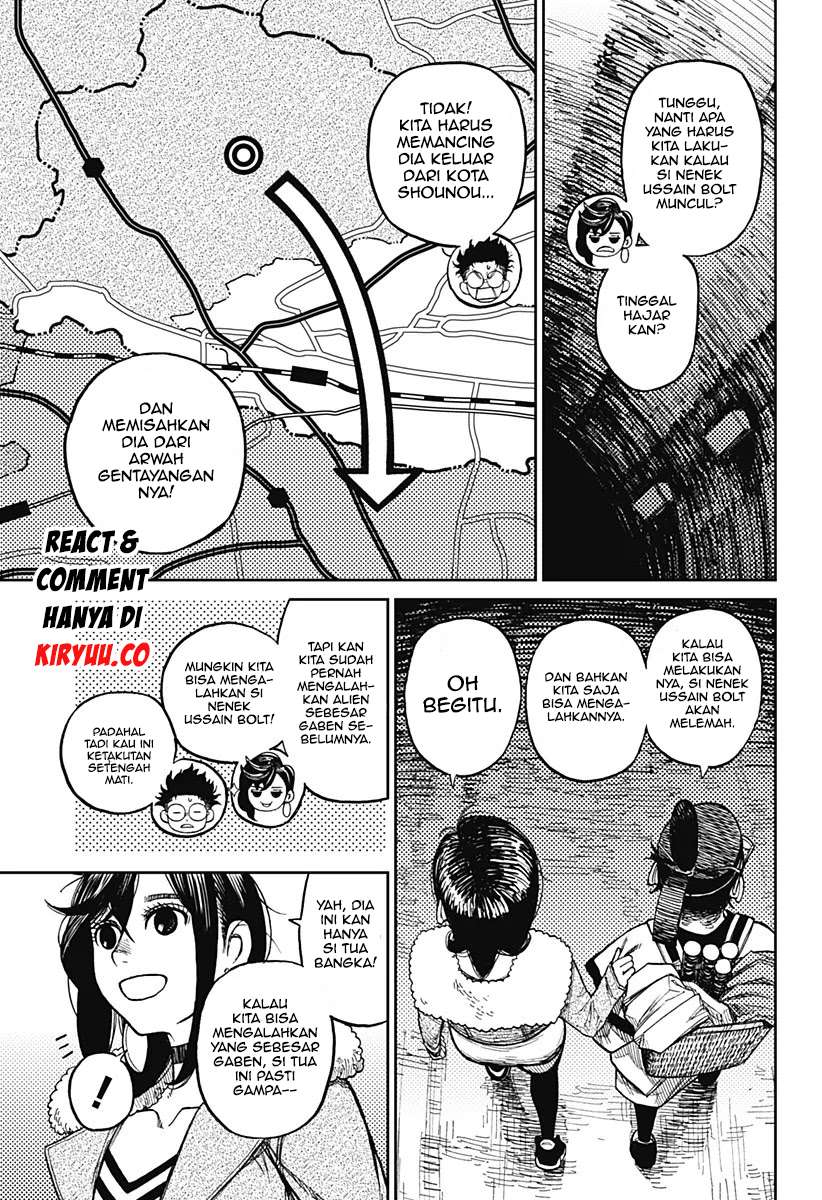 TUNGGU,
NANTI APA
YANG HARUS
KITA LAKU-
KAN KALAU
SI NENEK
USSAIN BOLT
MUNCUL?
TINGGAL
HAJAR
KAN?
TIDAK!
KITA HARUS
MEMANCING
DIA KELUAR
DARI KOTA
SHOUNOU...
DAN
MEMISAHKAN
DIA DARI
ARWAH
GENTAYANGAN
NYA!
REACT &
COMMENT
HANYA DI
KIRYUU.CO
KALAU
KITA BISA
MELAKUKAN
NYA, SI NENEK
USSAIN BOLT
AKAN
MELEMAH.
DAN BAHKAN
KITA SAJA
BISA MENGA-
LAHKANNYA.
OH
BEGITU.
TAPI KAN
KITA SUDAH
PERNAH
MENGALAH-
KAN ALIEN
SEBESAR
GABEN SE-
BELUMNYA.
MUNGKIN KITA
BISA MENGA-
LAHKAN SI
NENEK
USSAIN BOLT!
PADAHAL
TADI KAU INI
KETAKUTAN
SETENGAH
MATI.
YAH, DIA
INI KAN
HANYA
SI TUA
BANGKA!
KALAU
KITA BISA
MENGALAHKAN
YANG SEBESAR
GABEN, SI TUA
INI PASTI
GAMPA--
!